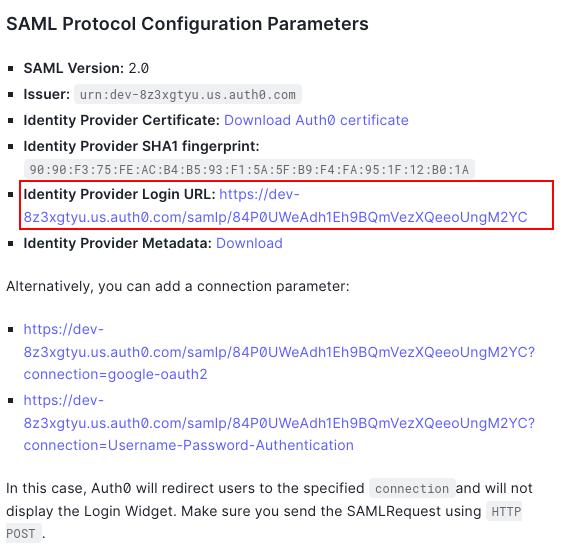 SAML Protocol Configuration Parameters
SAML Version: 2.0
Issuer: urn:dev-8z3xgtyu.us.auth0.com
Identity Provider Certificate: Download Auth0 certificate
Identity Provider SHA1 fingerprint:
90:90:F3:75:FE:AC:B4:B5:93:F1:5A:5F:B9:F4:FA:95:1F:12:B0:1A
Identity Provider Login URL: https://dev-
8z3xgtyu.us.auth0.com/samlp/84P0UWeAdh1Eh9BQmVezXQeeoUngM2YC
Identity Provider Metadata: Download
Alternatively, you can add a connection parameter:
https://dev-
8z3xgtyu.us.auth0.com/samlp/84P0UWeAdh1Eh9BQmVezXQeeoUngM2YC?
connection=google-oauth2
https://dev-
8z3xgtyu.us.auth0.com/samlp/84P0UWeAdh1Eh9BQmVezXQeeoUngM2YC?
connection=Username-Password-Authentication
In this case, Auth0 will redirect users to the specified connection and will not
display the Login Widget. Make sure you send the SAMLRequest using HTTP
POST.